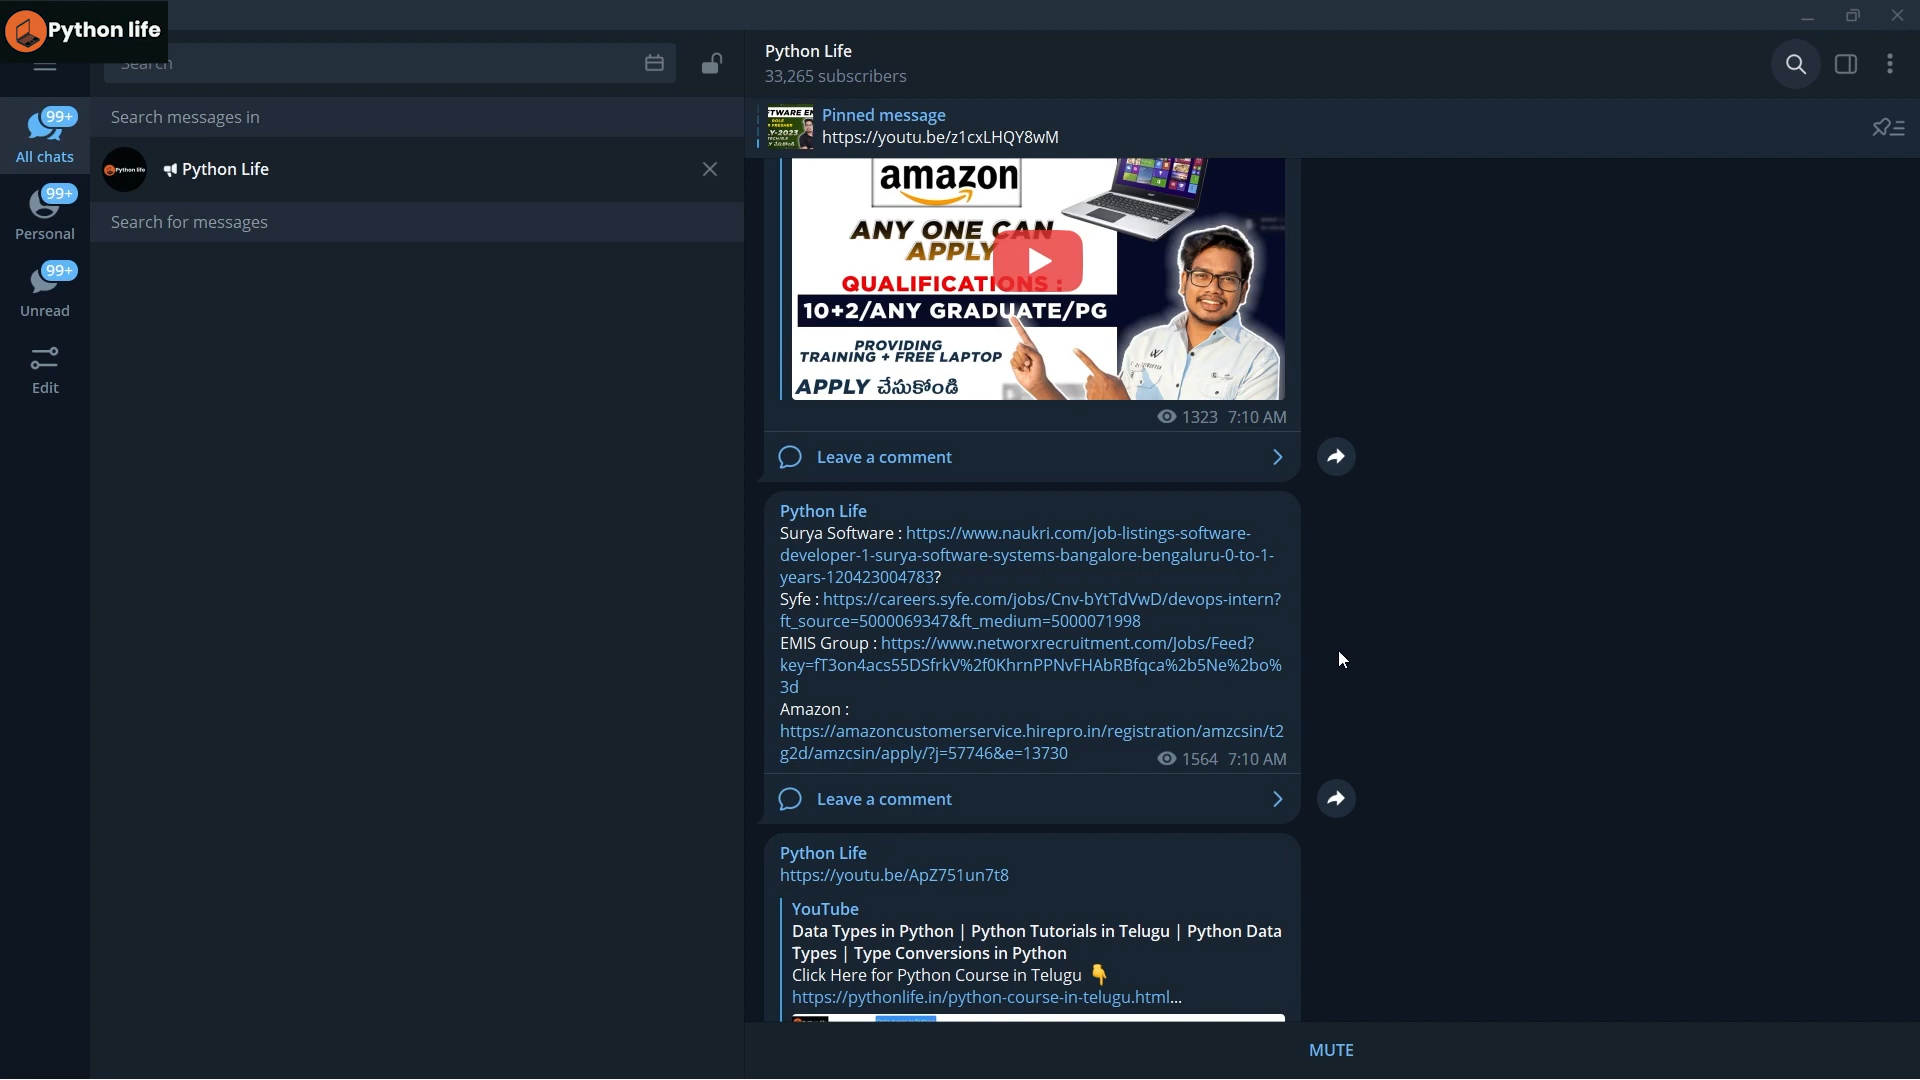 Python life
Search
Search messages in
Python life
Python Life
Search for messages
99+
All chats
99+
Personal
99+
Unread
Edit
Python Life
33,265 subscribers
TWARE EN
ROLE
FRESHER
Y-2023
Pinned message
https://youtu.be/z1cxLHQY8wM
amazon
ANY ONE CAN
APPLY
QUALIFICATIONS :
10+2/ANY GRADUATE/PG
PROVIDING
TRAINING + FREE LAPTOP
APPLY చేసుకోండి
1323 7:10 AM
Leave a comment
Python Life
Surya Software : https://www.naukri.com/job-listings-software-
developer-1-surya-software-systems-bangalore-bengaluru-0-to-1-
years-120423004783?
Syfe : https://careers.syfe.com/jobs/Cnv-bYtTdVwD/devops-intern?
ft_source=5000069347&ft_medium=5000071998
EMIS Group : https://www.networxrecruitment.com/Jobs/Feed?
key=fT3on4acs55DSfrkV%2f0KhrnPPNvFHAbRBfqca%2b5Ne%2bo%
3d
Amazon :
https://amazoncustomerservice.hirepro.in/registration/amzcsin/t2
g2d/amzcsin/apply/?j=57746&e=13730
1564 7:10 AM
Leave a comment
Python Life
https://youtu.be/ApZ751un7t8
YouTube
Data Types in Python | Python Tutorials in Telugu | Python Data
Types | Type Conversions in Python
Click Here for Python Course in Telugu 👇
https://pythonlife.in/python-course-in-telugu.html...
MUTE